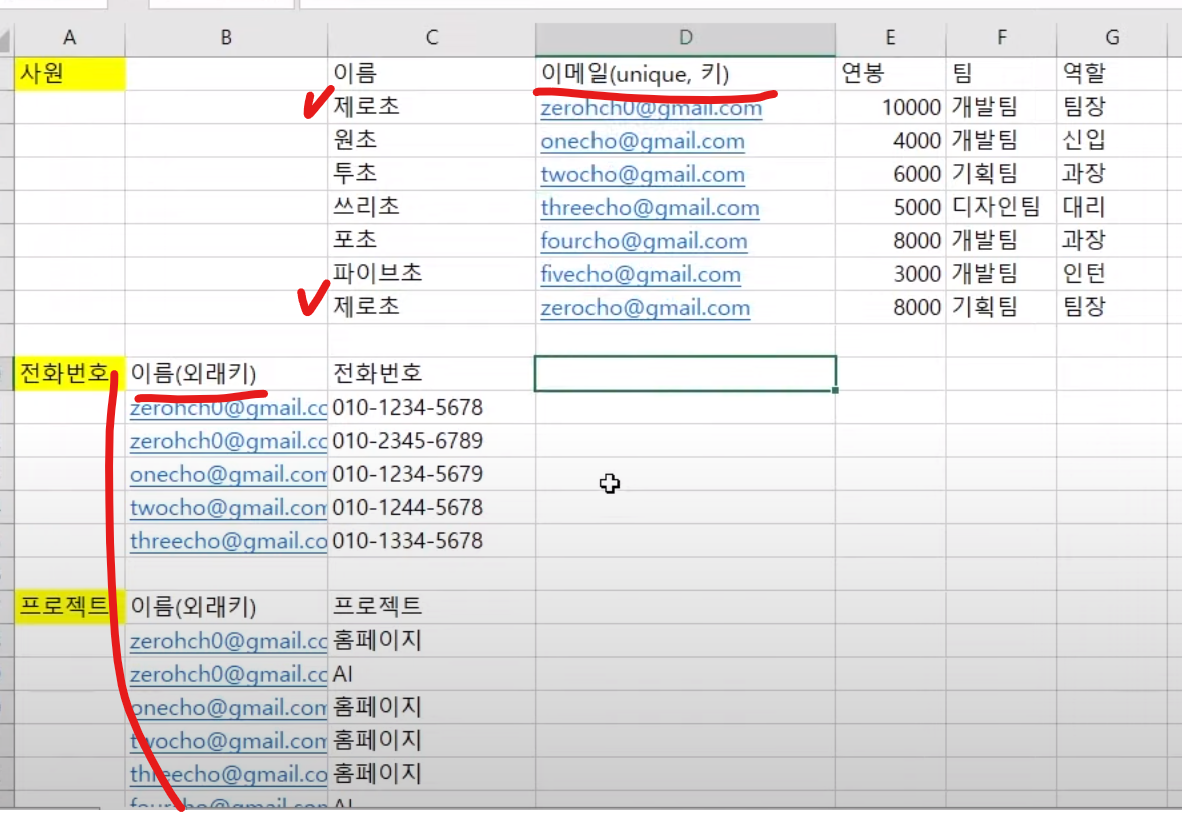 A B C D E F G
사원 이름 이메일(unique, 키) 연봉 팀 역할
제로초 zerohch0@gmail.com 10000 개발팀 팀장
원초 onecho@gmail.com 4000 개발팀 신입
투초 twocho@gmail.com 6000 기획팀 과장
쓰리초 threecho@gmail.com 5000 디자인팀 대리
포초 fourcho@gmail.com 8000 개발팀 과장
파이브초 fivecho@gmail.com 3000 개발팀 인턴
제로초 zerocho@gmail.com 8000 기획팀 팀장
전화번호 이름(외래키) 전화번호
zerohch0@gmail.cc 010-1234-5678
zerohch0@gmail.cc 010-2345-6789
onecho@gmail.com 010-1234-5679
twocho@gmail.com 010-1244-5678
threecho@gmail.co 010-1334-5678
프로젝트 이름(외래키) 프로젝트
zerohch0@gmail.cc 홈페이지
zerohch0@gmail.cc AI
onecho@gmail.com 홈페이지
twocho@gmail.com 홈페이지
threecho@gmail.co 홈페이지
AI